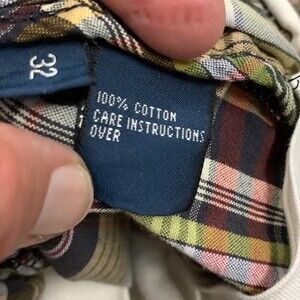 32
100% COTTON
CARE INSTRUCTIONS
OVER